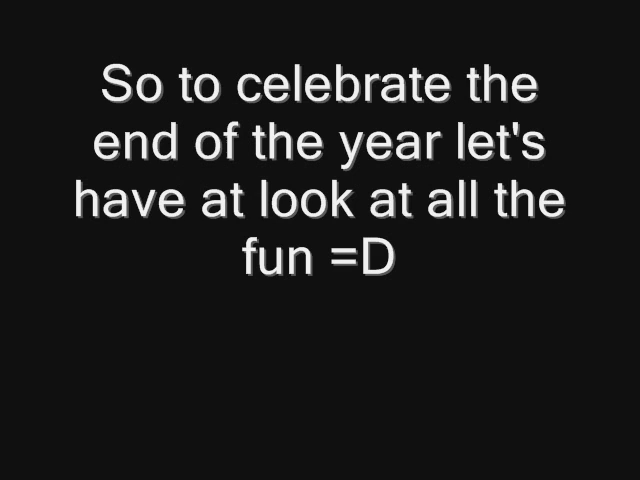 So to celebrate the
end of the year let's
have at look at all the
fun =D